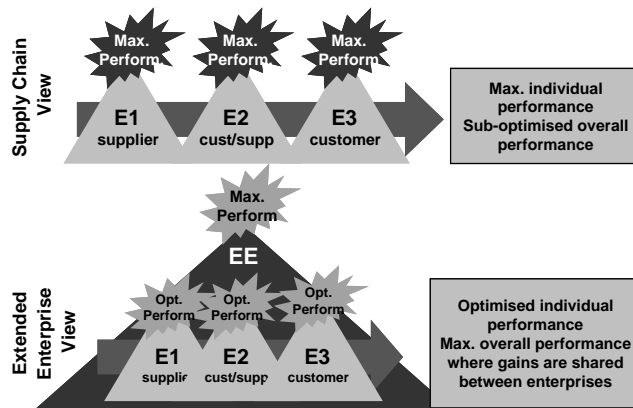 Supply Chain
View
Max.
Perform.
Max.
Perform.
Max.
Perform.
E1
supplier
E2
cust/supp
E3
customer
Max. individual
performance
Sub-optimised overall
performance
Extended
Enterprise
View
Max.
Perform
EE
Opt.
Perform
Opt.
Perform
Opt.
Perform
E1
supplie
E2
cust/supp
E3
customer
Optimised individual
performance
Max. overall performance
where gains are shared
between enterprises